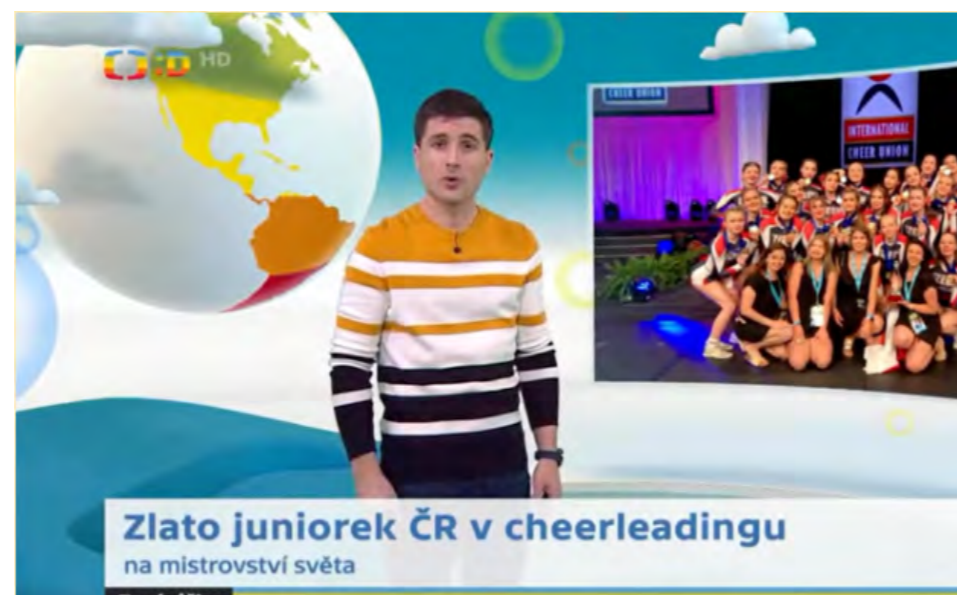 :D HD
CHEER UNION
INTERNATIONAL
CHEER UNION
Zlato juniorek ČR v cheerleadingu
na mistrovství světa